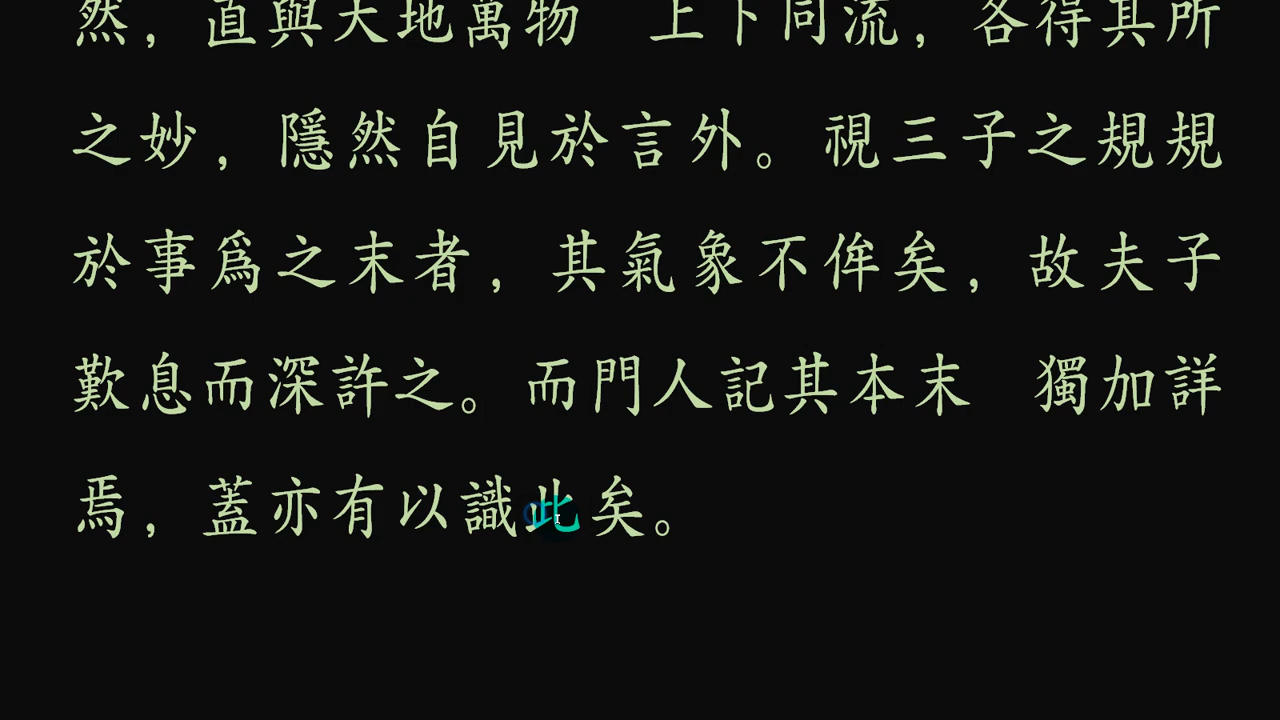 然，直與天地萬物　上下同流，各得其所
之妙，隱然自見於言外。視三子之規規
於事爲之末者，其氣象不侔矣，故夫子
歎息而深許之。而門人記其本末　獨加詳
焉，蓋亦有以識此矣。